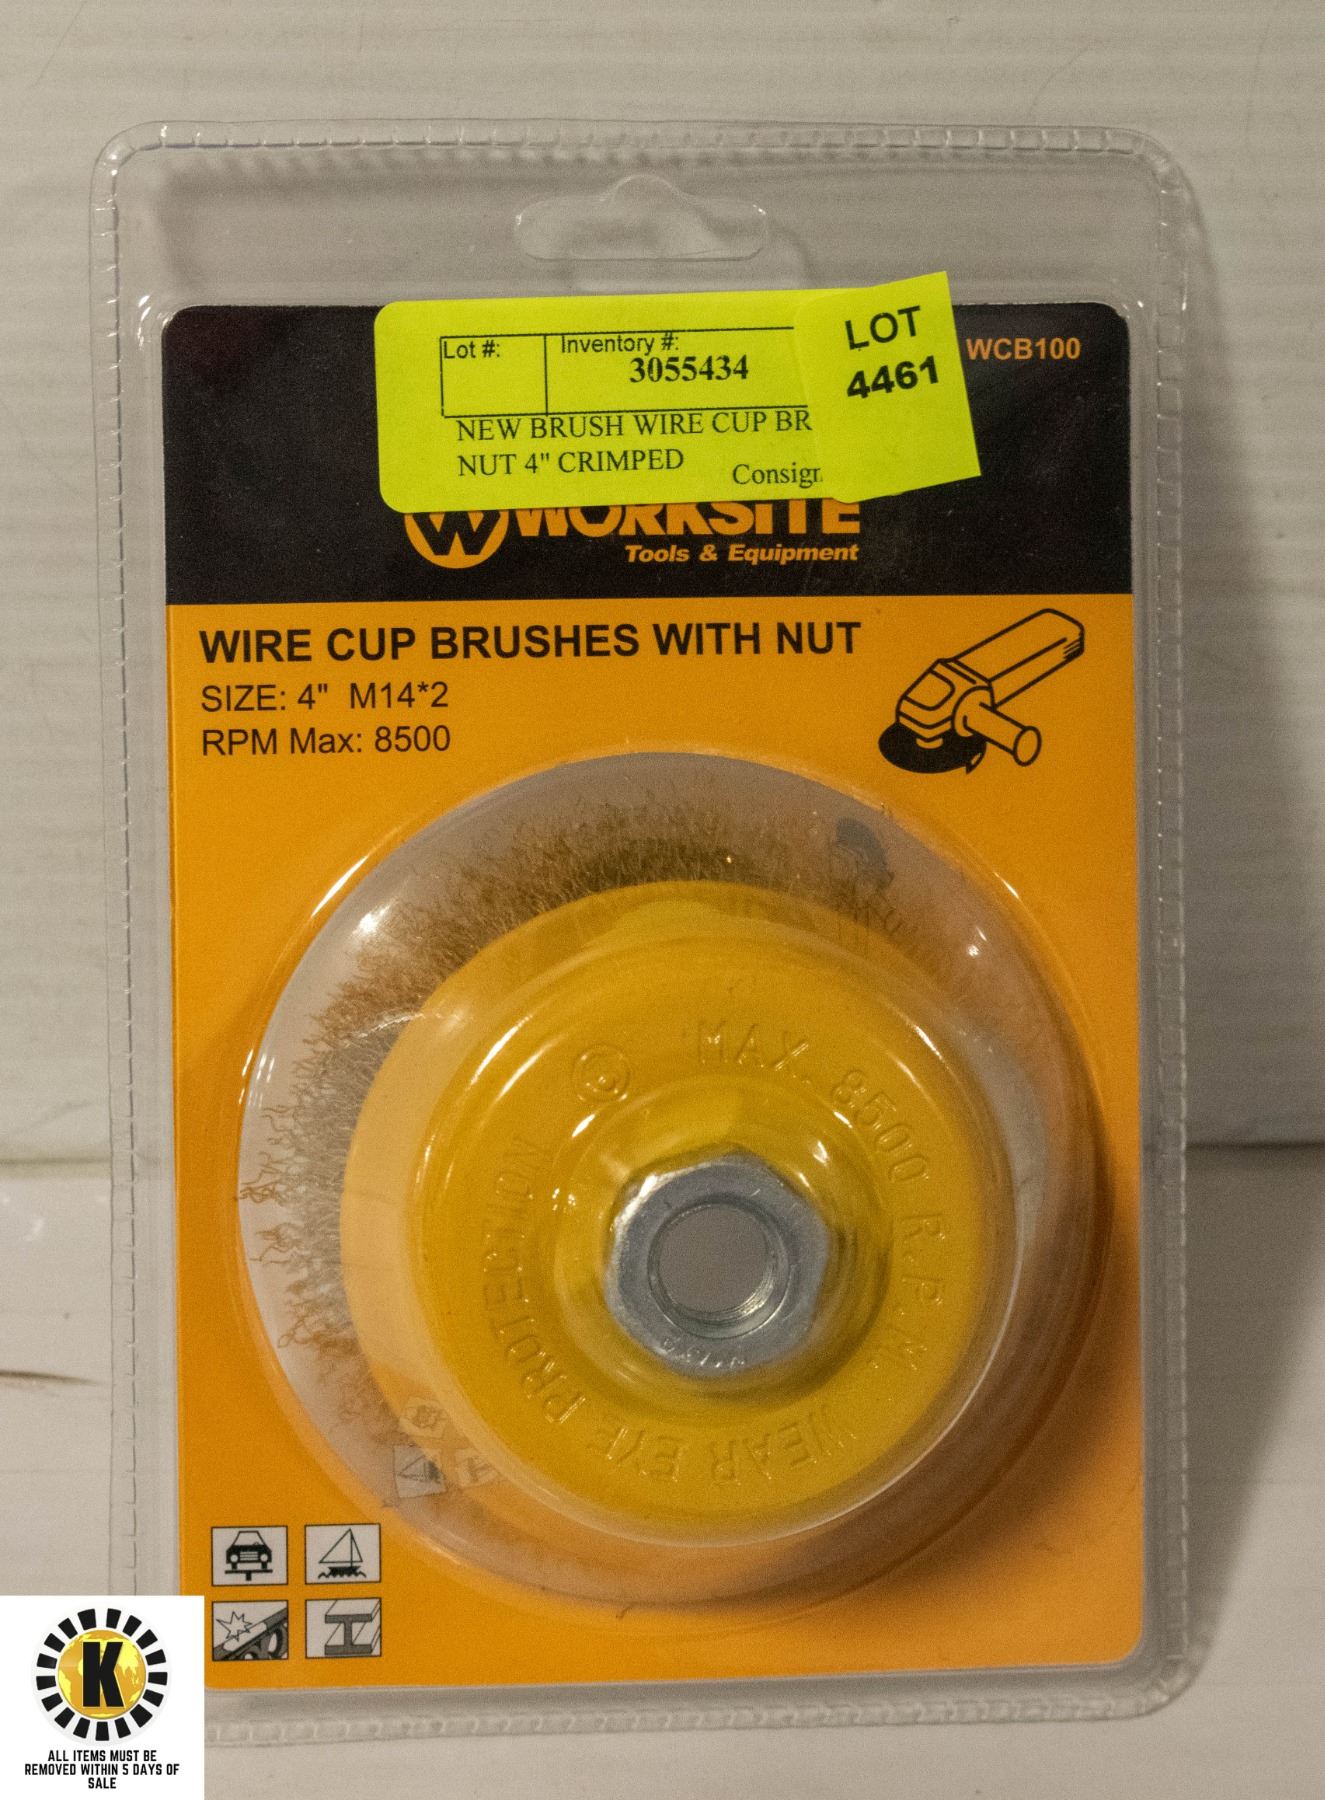 Lot #:
Inventory #:
3055434
LOT
4461
WCB100
NEW BRUSH WIRE CUP BR
NUT 4" CRIMPED
Consign
WORKSITE
Tools & Equipment
WIRE CUP BRUSHES WITH NUT
SIZE: 4" M14*2
RPM Max: 8500
MAX. 8500 R.P.M.
WEAR EYE PROTECTION
K
ALL ITEMS MUST BE
REMOVED WITHIN 5 DAYS OF
SALE